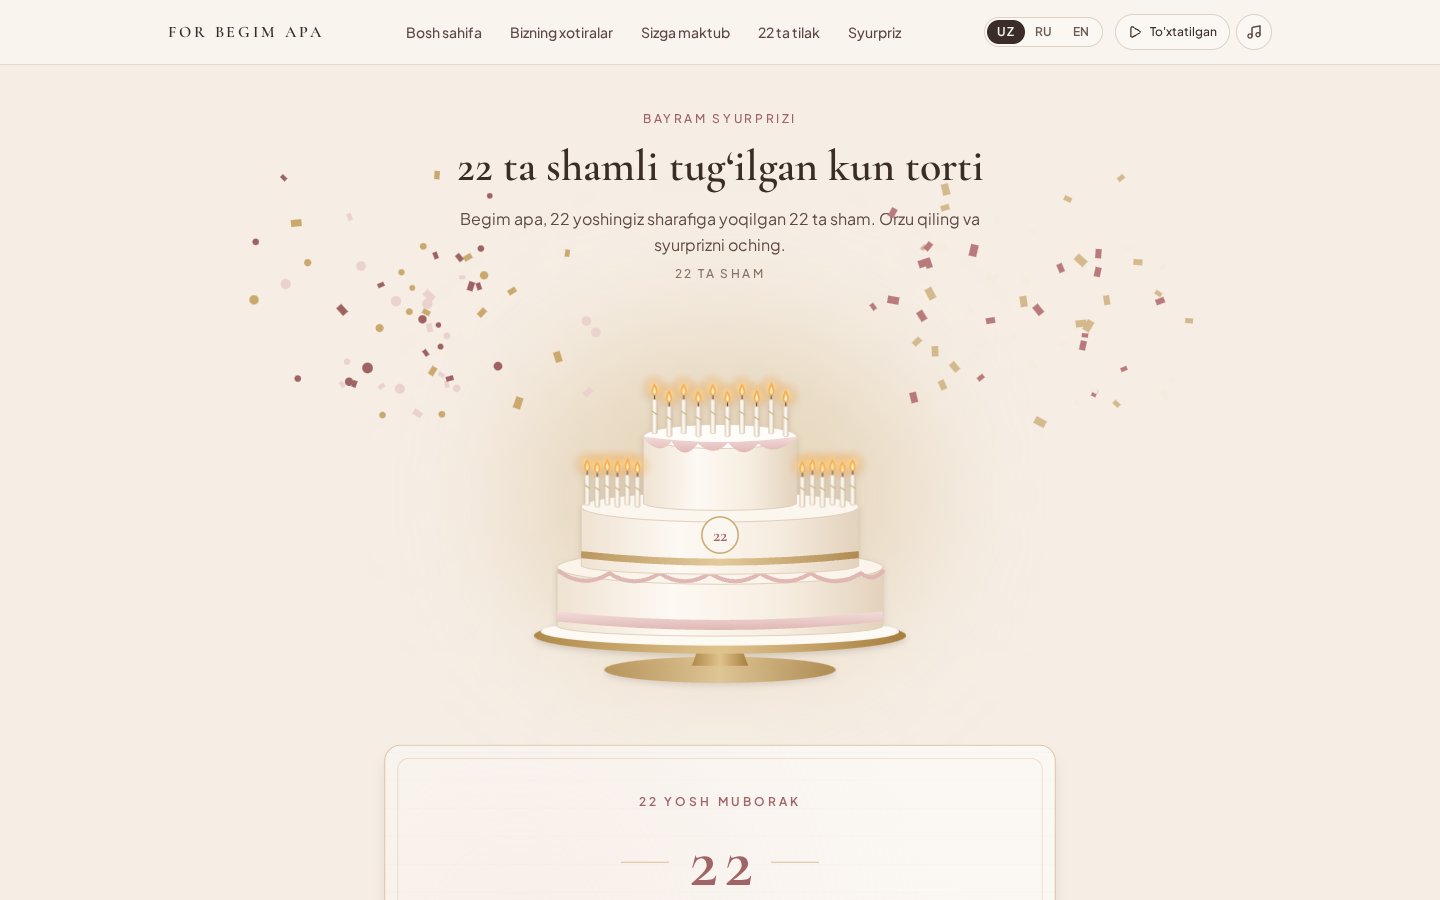 FOR BEGIM APA
Bosh sahifa
Bizning xotiralar
Sizga maktub
22 ta tilak
Syurpriz
UZ
RU
EN
To'xtatilgan
BAYRAM SYURPRIZI
22 ta shamli tug‘ilgan kun torti
Begim apa, 22 yoshingiz sharafiga yoqilgan 22 ta sham. Orzu qiling va
syurprizni oching.
22 TA SHAM
22
22 YOSH MUBORAK
22